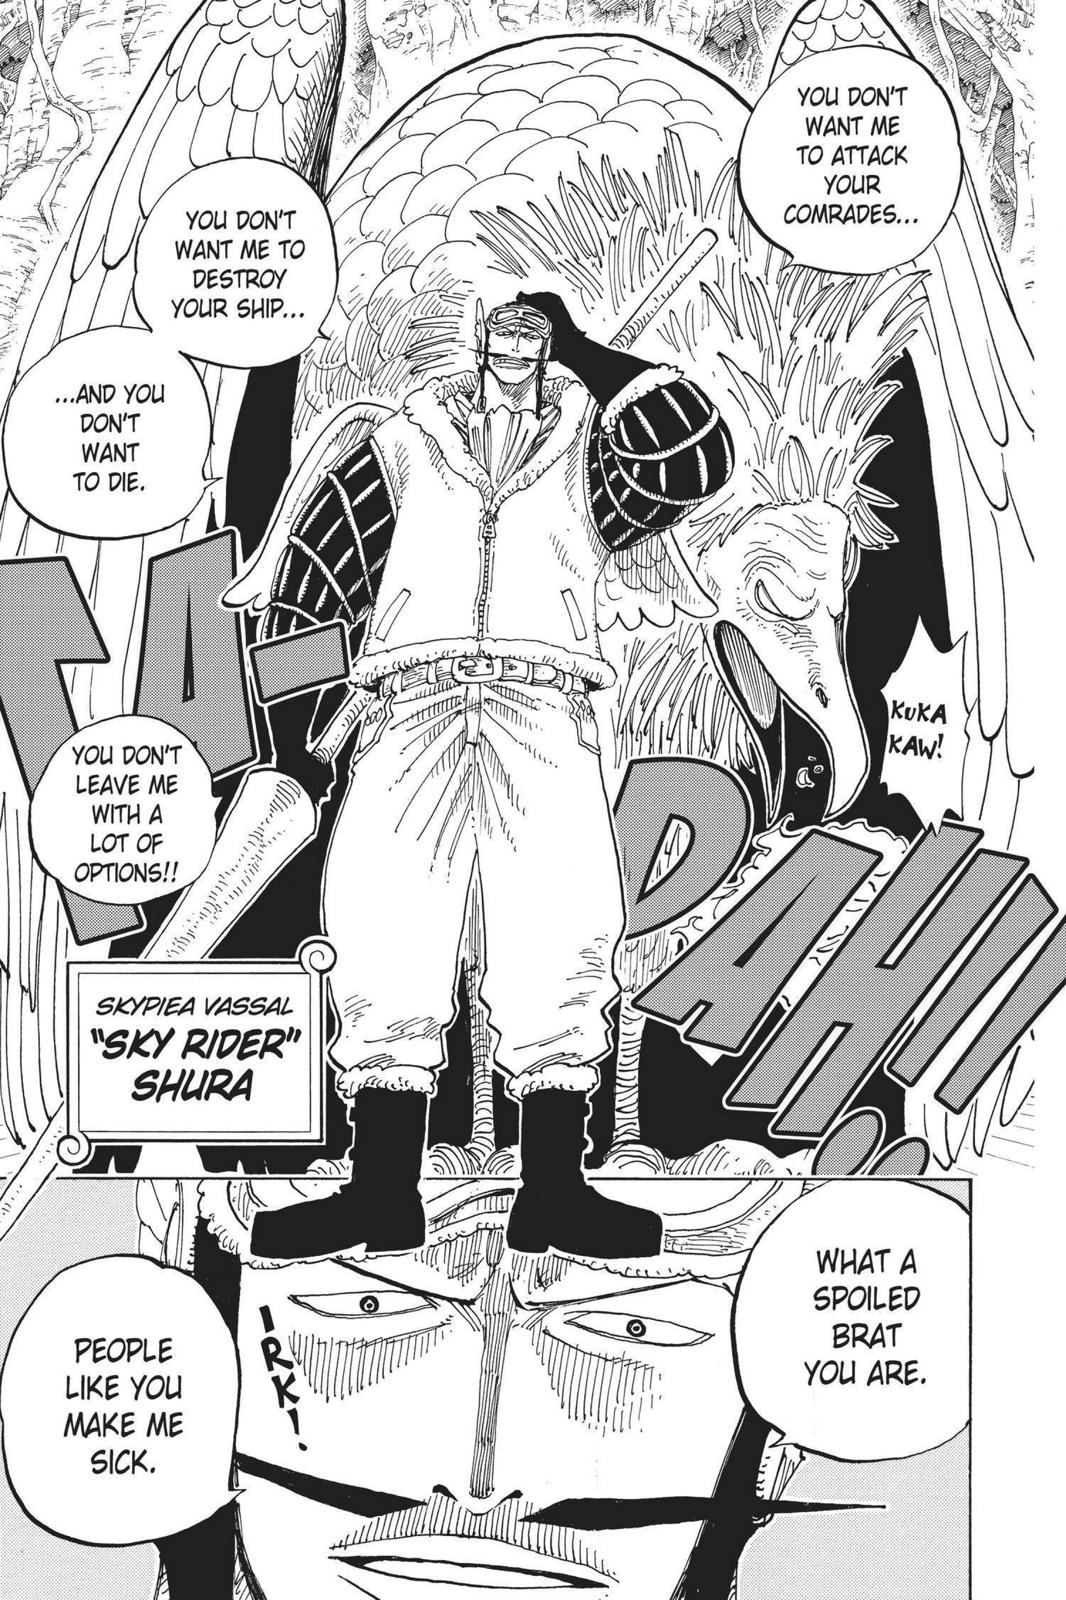 YOU DON'T
WANT ME
TO ATTACK
YOUR
COMRADES...
YOU DON'T
WANT ME TO
DESTROY
YOUR SHIP...
...AND YOU
DON'T
WANT
TO DIE.
TA-
DAH!!
KUKA
KAW!
YOU DON'T
LEAVE ME
WITH A
LOT OF
OPTIONS!!
SKYPIEA VASSAL
"SKY RIDER"
SHURA
WHAT A
SPOILED
BRAT
YOU ARE.
IRK!
PEOPLE
LIKE YOU
MAKE ME
SICK.